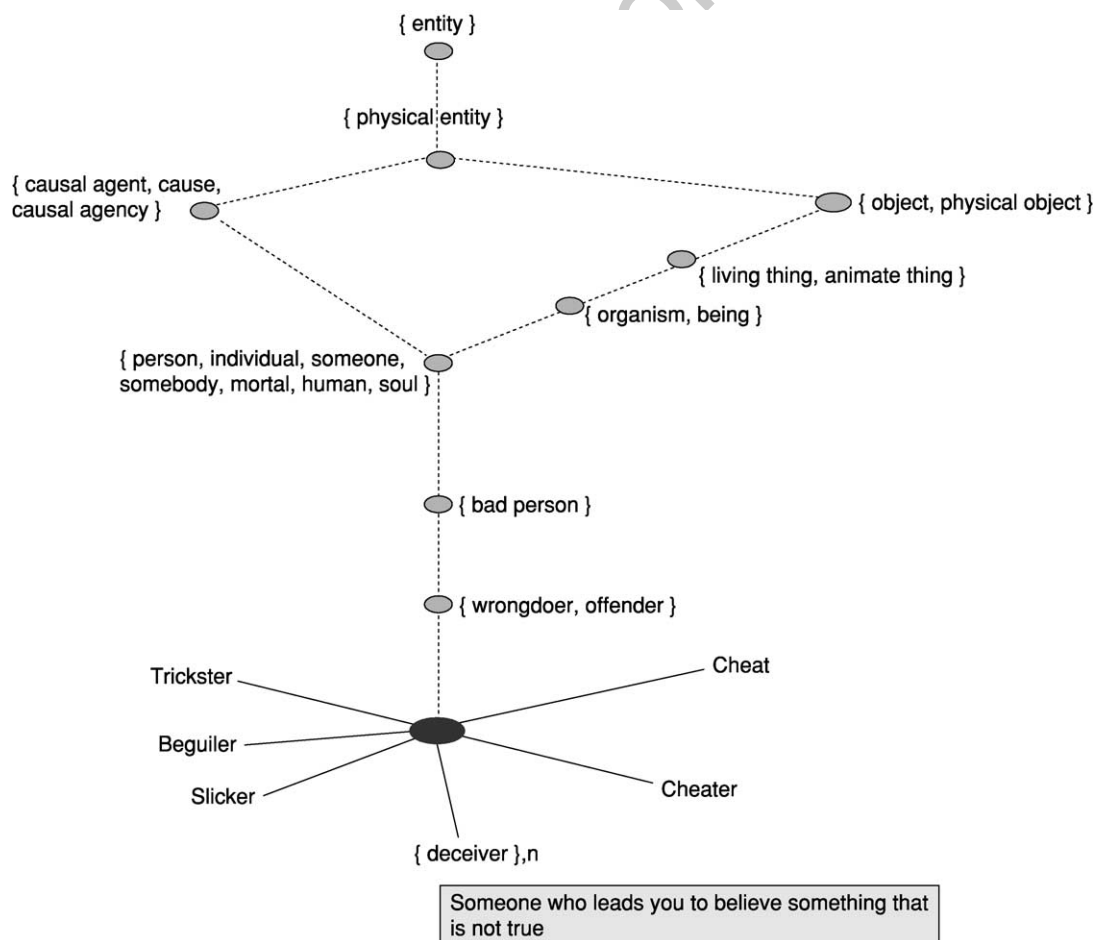 { entity }
{ physical entity }
{ causal agent, cause,
causal agency }
{ object, physical object }
{ living thing, animate thing }
{ organism, being }
{ person, individual, someone,
somebody, mortal, human, soul }
{ bad person }
{ wrongdoer, offender }
Trickster
Cheat
Beguiler
Slicker
Cheater
{ deceiver },n
Someone who leads you to believe something that
is not true